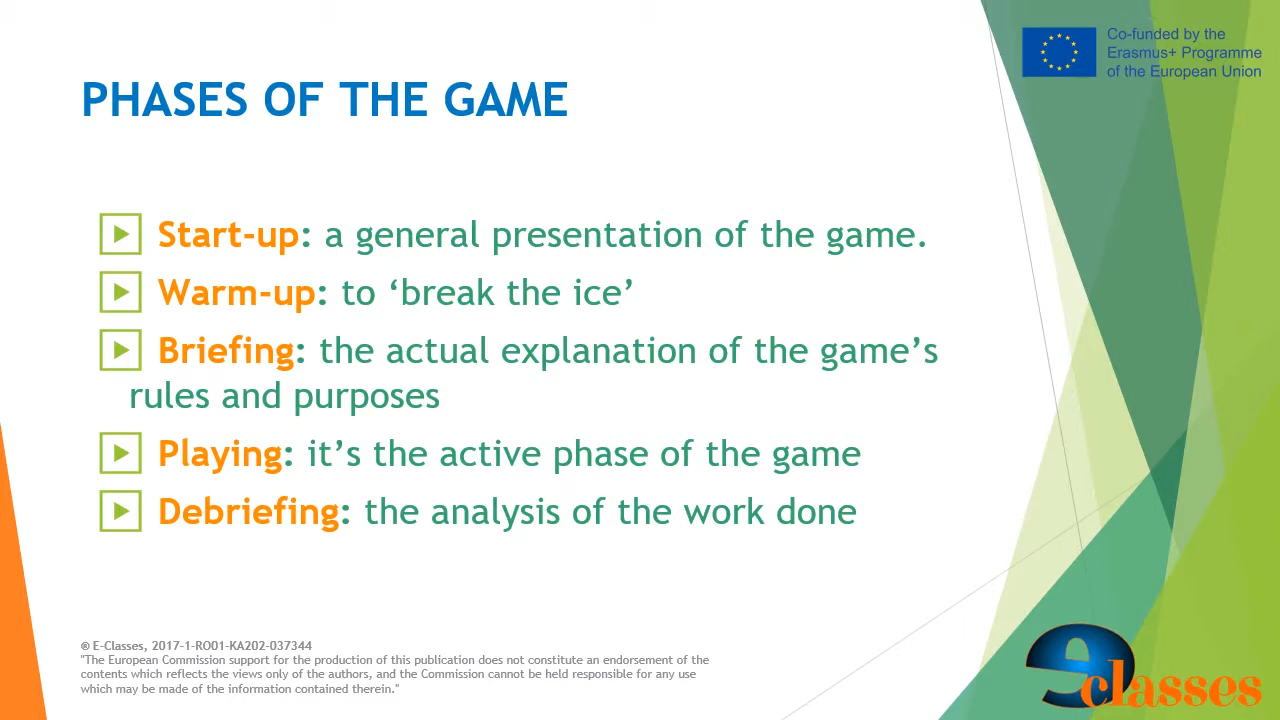 Co-funded by the
Erasmus+ Programme
of the European Union
PHASES OF THE GAME
Start-up: a general presentation of the game.
Warm-up: to ‘break the ice’
Briefing: the actual explanation of the game’s
rules and purposes
Playing: it’s the active phase of the game
Debriefing: the analysis of the work done
® E-Classes, 2017-1-RO01-KA202-037344
"The European Commission support for the production of this publication does not constitute an endorsement of the
contents which reflects the views only of the authors, and the Commission cannot be held responsible for any use
which may be made of the information contained therein."
eclasses